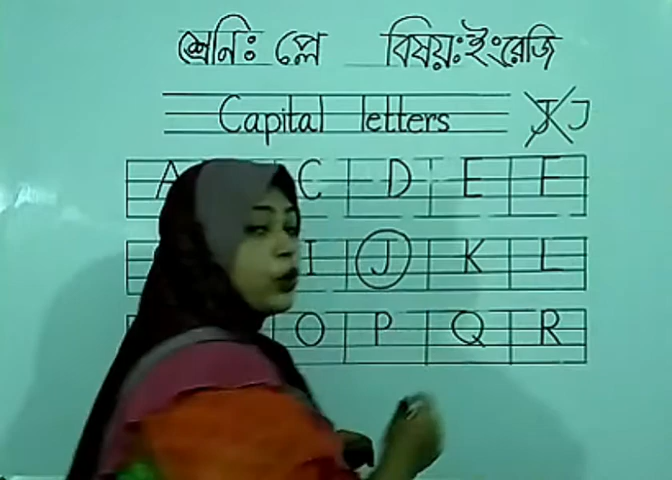 শ্রেণিঃ প্লে বিষয়ঃ ইংরেজি
Capital letters J J
A C D E F
I J K L
O P Q R